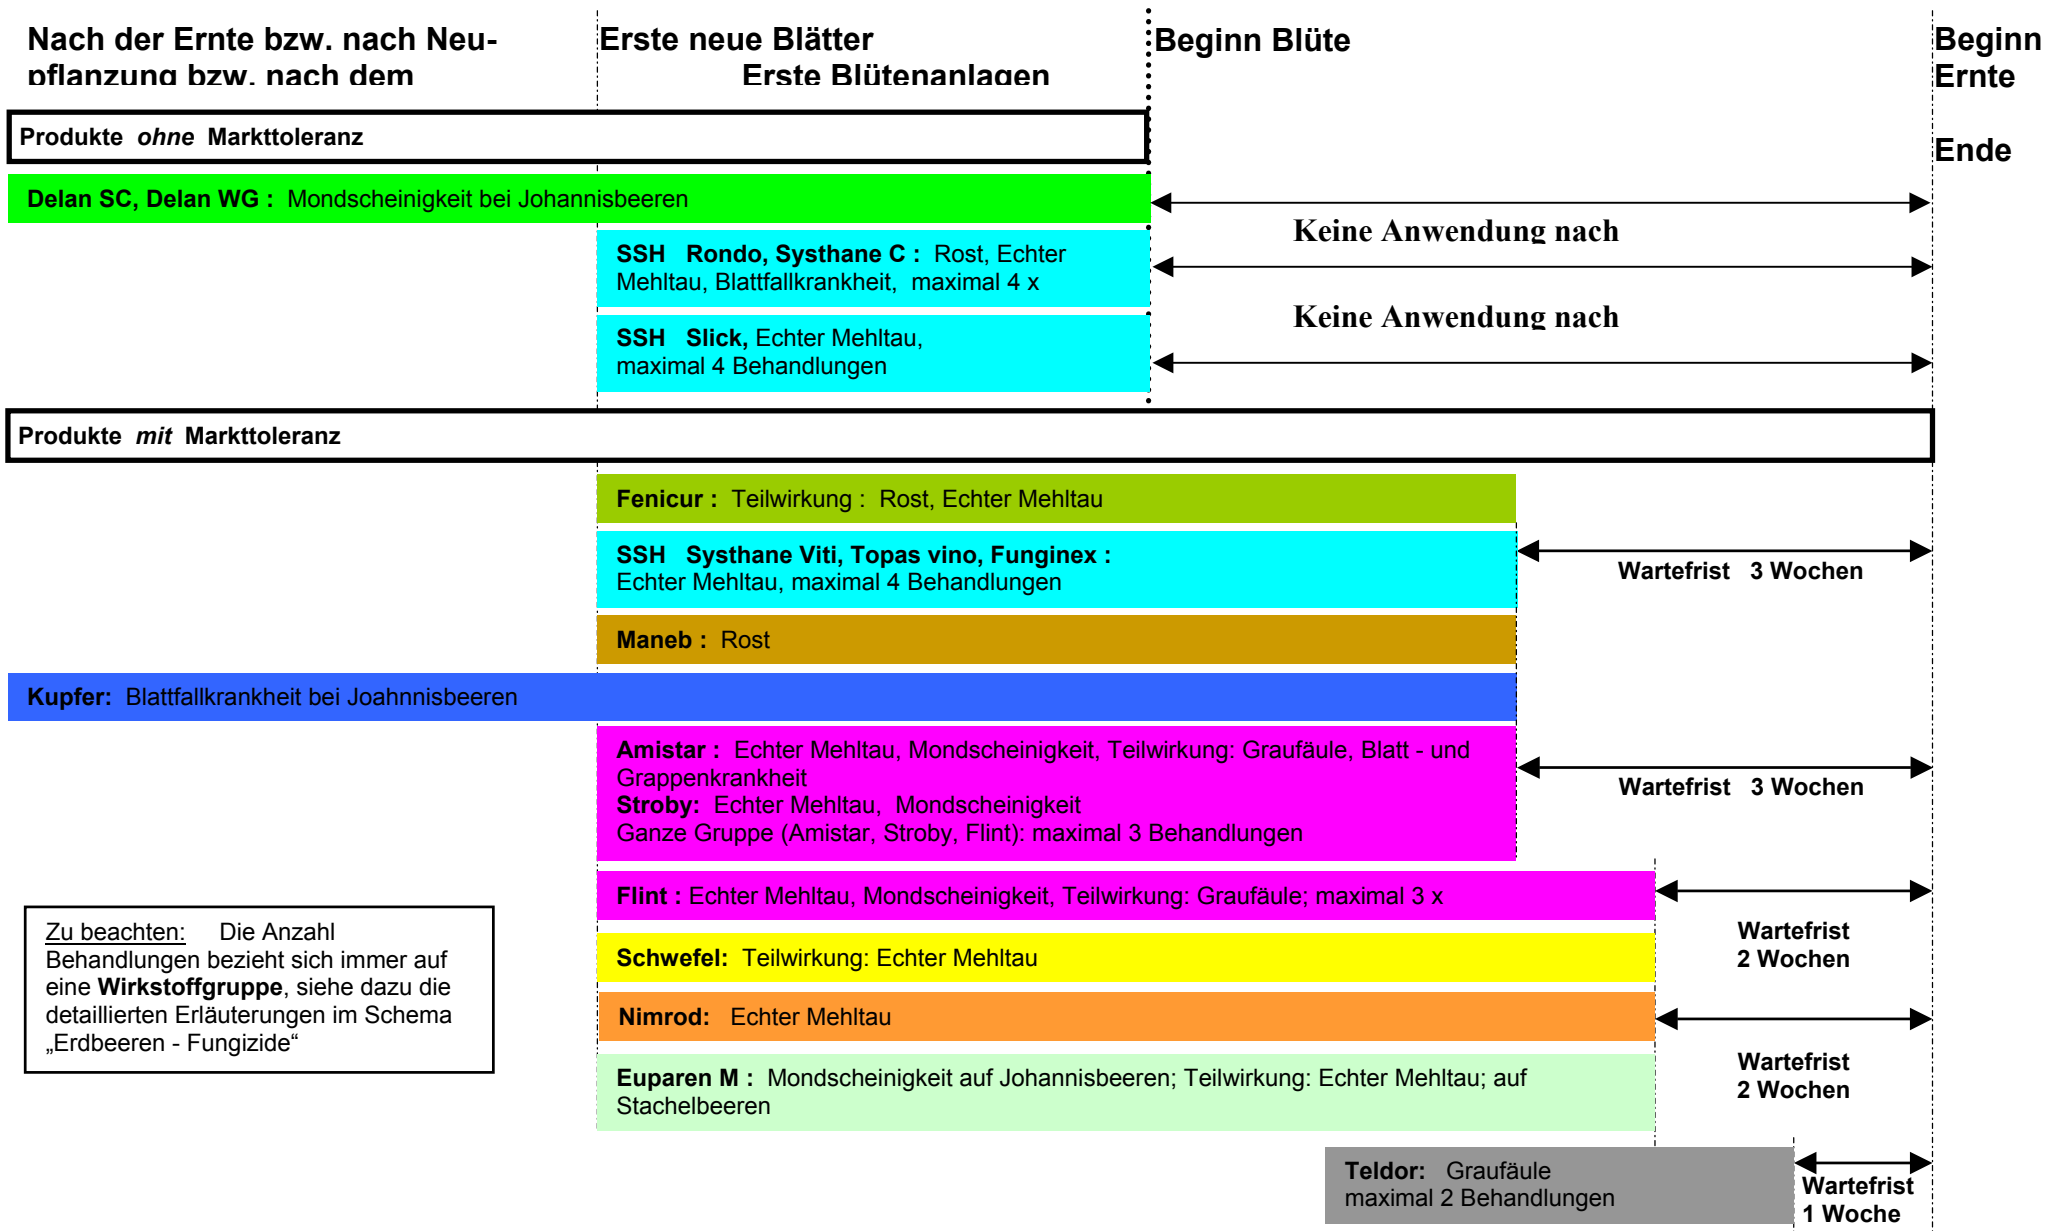 Nach der Ernte bzw. nach Neu-
pflanzung bzw. nach dem
Erste neue Blätter
Erste Blütenanlagen
Beginn Blüte
Beginn
Ernte
Ende
Produkte ohne Markttoleranz
Delan SC, Delan WG : Mondscheinigkeit bei Johannisbeeren
Keine Anwendung nach
SSH Rondo, Systhane C : Rost, Echter
Mehltau, Blattfallkrankheit, maximal 4 x
Keine Anwendung nach
SSH Slick, Echter Mehltau,
maximal 4 Behandlungen
Produkte mit Markttoleranz
Fenicur : Teilwirkung : Rost, Echter Mehltau
SSH Systhane Viti, Topas vino, Funginex :
Echter Mehltau, maximal 4 Behandlungen
Wartefrist 3 Wochen
Maneb : Rost
Kupfer: Blattfallkrankheit bei Joahnnisbeeren
Amistar : Echter Mehltau, Mondscheinigkeit, Teilwirkung: Graufäule, Blatt - und
Grappenkrankheit
Stroby: Echter Mehltau, Mondscheinigkeit
Ganze Gruppe (Amistar, Stroby, Flint): maximal 3 Behandlungen
Wartefrist 3 Wochen
Flint : Echter Mehltau, Mondscheinigkeit, Teilwirkung: Graufäule; maximal 3 x
Wartefrist
2 Wochen
Schwefel: Teilwirkung: Echter Mehltau
Nimrod: Echter Mehltau
Wartefrist
2 Wochen
Euparen M : Mondscheinigkeit auf Johannisbeeren; Teilwirkung: Echter Mehltau; auf
Stachelbeeren
Zu beachten: Die Anzahl
Behandlungen bezieht sich immer auf
eine Wirkstoffgruppe, siehe dazu die
detaillierten Erläuterungen im Schema
„Erdbeeren - Fungizide“
Teldor: Graufäule
maximal 2 Behandlungen
Wartefrist
1 Woche